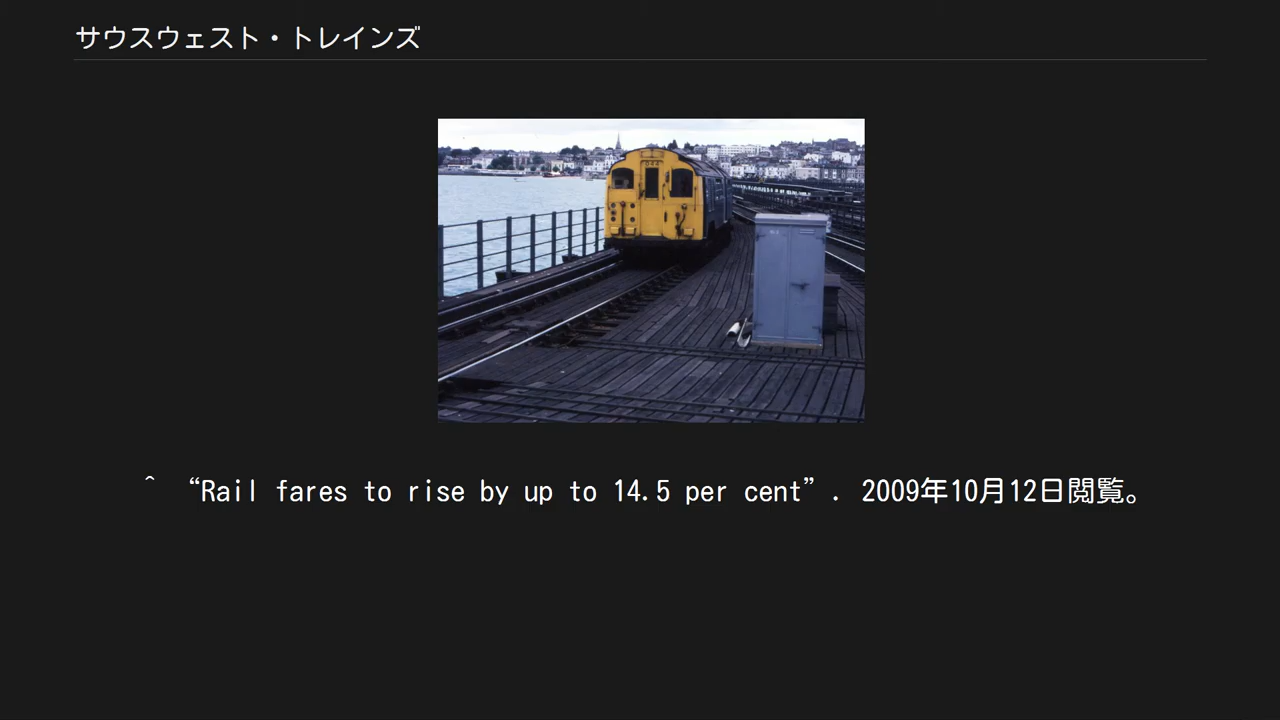 サウスウェスト・トレインズ
^ “Rail fares to rise by up to 14.5 per cent”. 2009年10月12日閲覧。